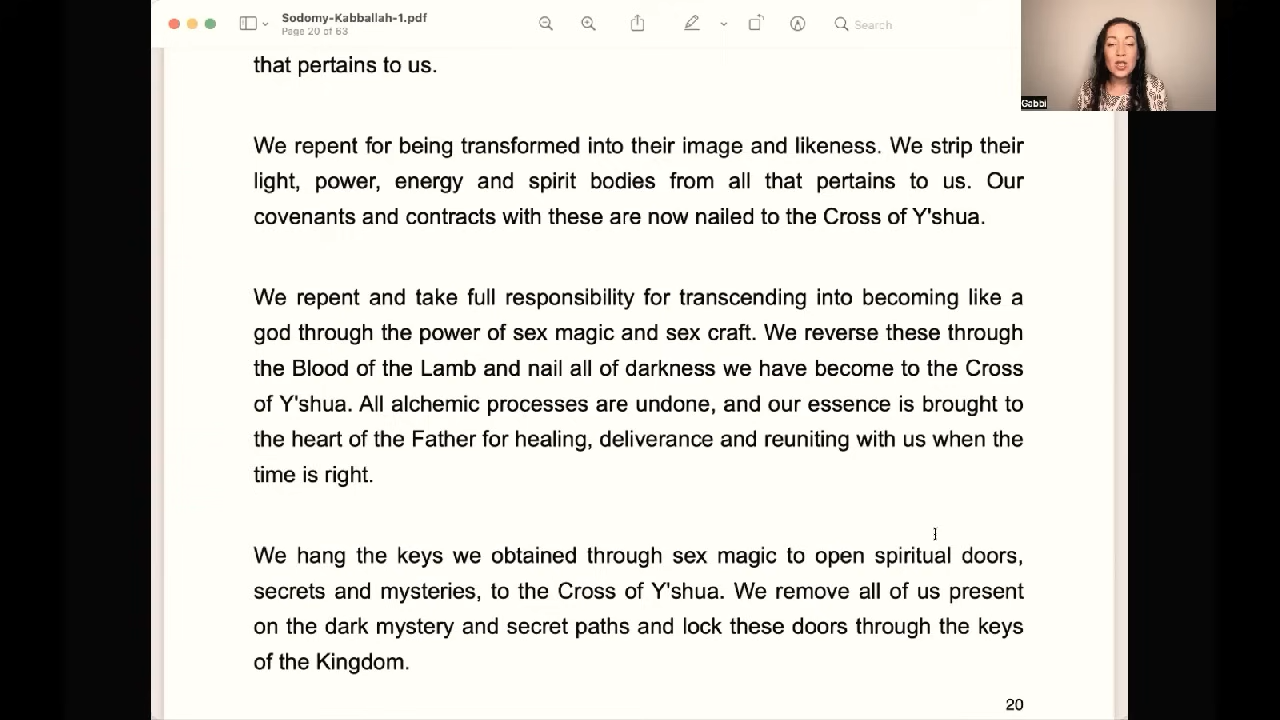 Sodomy-Kabballah-1.pdf
Page 20 of 63
Search
Gabbi
that pertains to us.
We repent for being transformed into their image and likeness. We strip their
light, power, energy and spirit bodies from all that pertains to us. Our
covenants and contracts with these are now nailed to the Cross of Y'shua.
We repent and take full responsibility for transcending into becoming like a
god through the power of sex magic and sex craft. We reverse these through
the Blood of the Lamb and nail all of darkness we have become to the Cross
of Y'shua. All alchemic processes are undone, and our essence is brought to
the heart of the Father for healing, deliverance and reuniting with us when the
time is right.
We hang the keys we obtained through sex magic to open spiritual doors,
secrets and mysteries, to the Cross of Y'shua. We remove all of us present
on the dark mystery and secret paths and lock these doors through the keys
of the Kingdom.
20